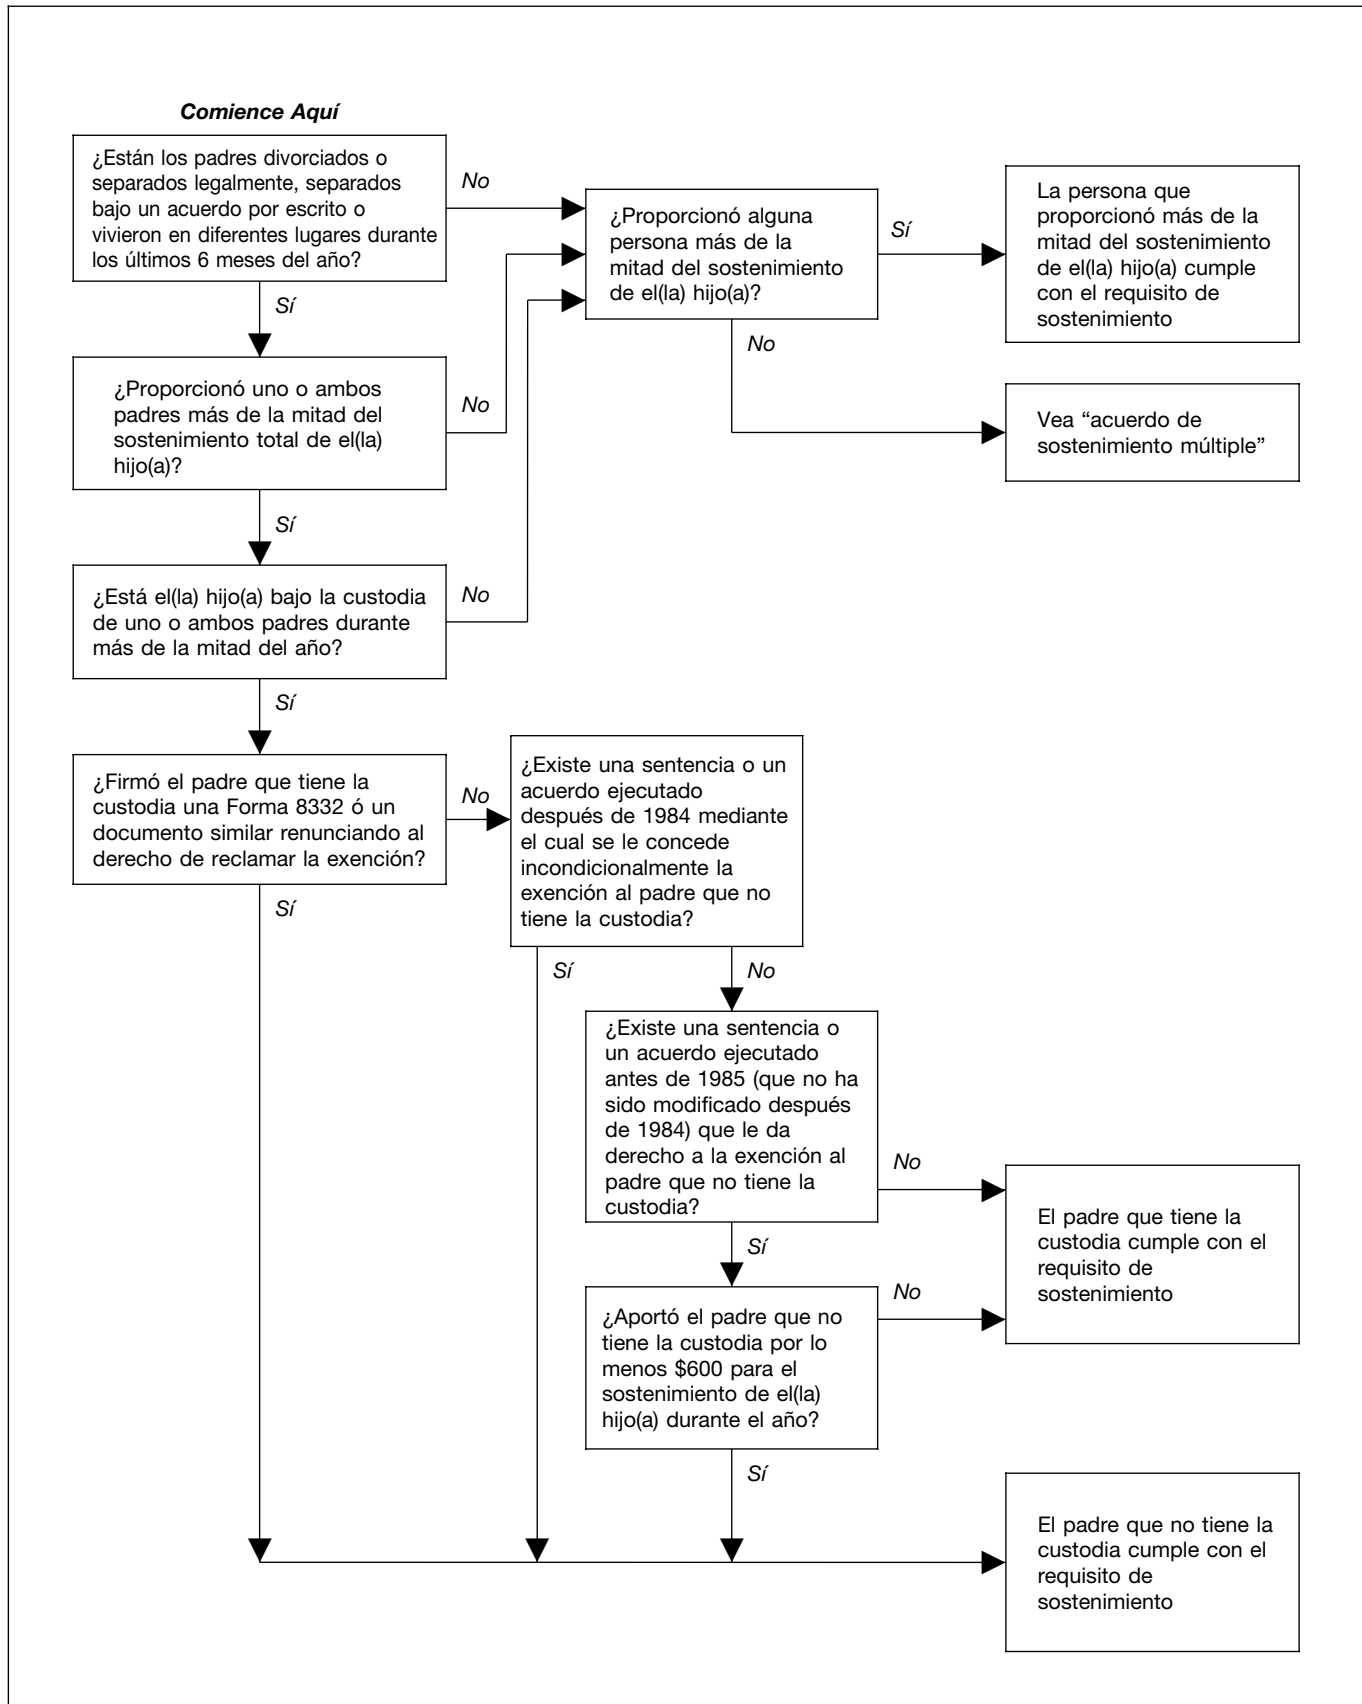 Comience Aquí
¿Están los padres divorciados o
separados legalmente, separados
bajo un acuerdo por escrito o
vivieron en diferentes lugares durante
los últimos 6 meses del año?
No
Sí
¿Proporcionó alguna
persona más de la
mitad del sostenimiento
de el(la) hijo(a)?
Sí
No
La persona que
proporcionó más de la
mitad del sostenimiento
de el(la) hijo(a) cumple
con el requisito de
sostenimiento
Vea “acuerdo de
sostenimiento múltiple”
¿Proporcionó uno o ambos
padres más de la mitad del
sostenimiento total de el(la)
hijo(a)?
No
Sí
¿Está el(la) hijo(a) bajo la custodia
de uno o ambos padres durante
más de la mitad del año?
No
Sí
¿Firmó el padre que tiene la
custodia una Forma 8332 ó un
documento similar renunciando al
derecho de reclamar la exención?
No
Sí
¿Existe una sentencia o un
acuerdo ejecutado
después de 1984 mediante
el cual se le concede
incondicionalmente la
exención al padre que no
tiene la custodia?
Sí
No
¿Existe una sentencia o
un acuerdo ejecutado
antes de 1985 (que no ha
sido modificado después
de 1984) que le da
derecho a la exención al
padre que no tiene la
custodia?
No
Sí
El padre que tiene la
custodia cumple con el
requisito de
sostenimiento
¿Aportó el padre que no
tiene la custodia por lo
menos $600 para el
sostenimiento de el(la)
hijo(a) durante el año?
No
Sí
El padre que no tiene la
custodia cumple con el
requisito de
sostenimiento